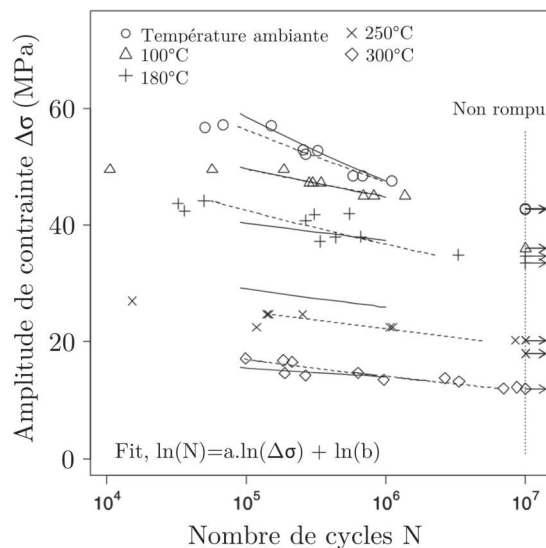 Température ambiante
100°C
180°C
250°C
300°C
Non rompu
Amplitude de contrainte Δσ (MPa)
60
40
20
0
Fit, ln(N)=a.ln(Δσ) + ln(b)
10⁴ 10⁵ 10⁶ 10⁷
Nombre de cycles N